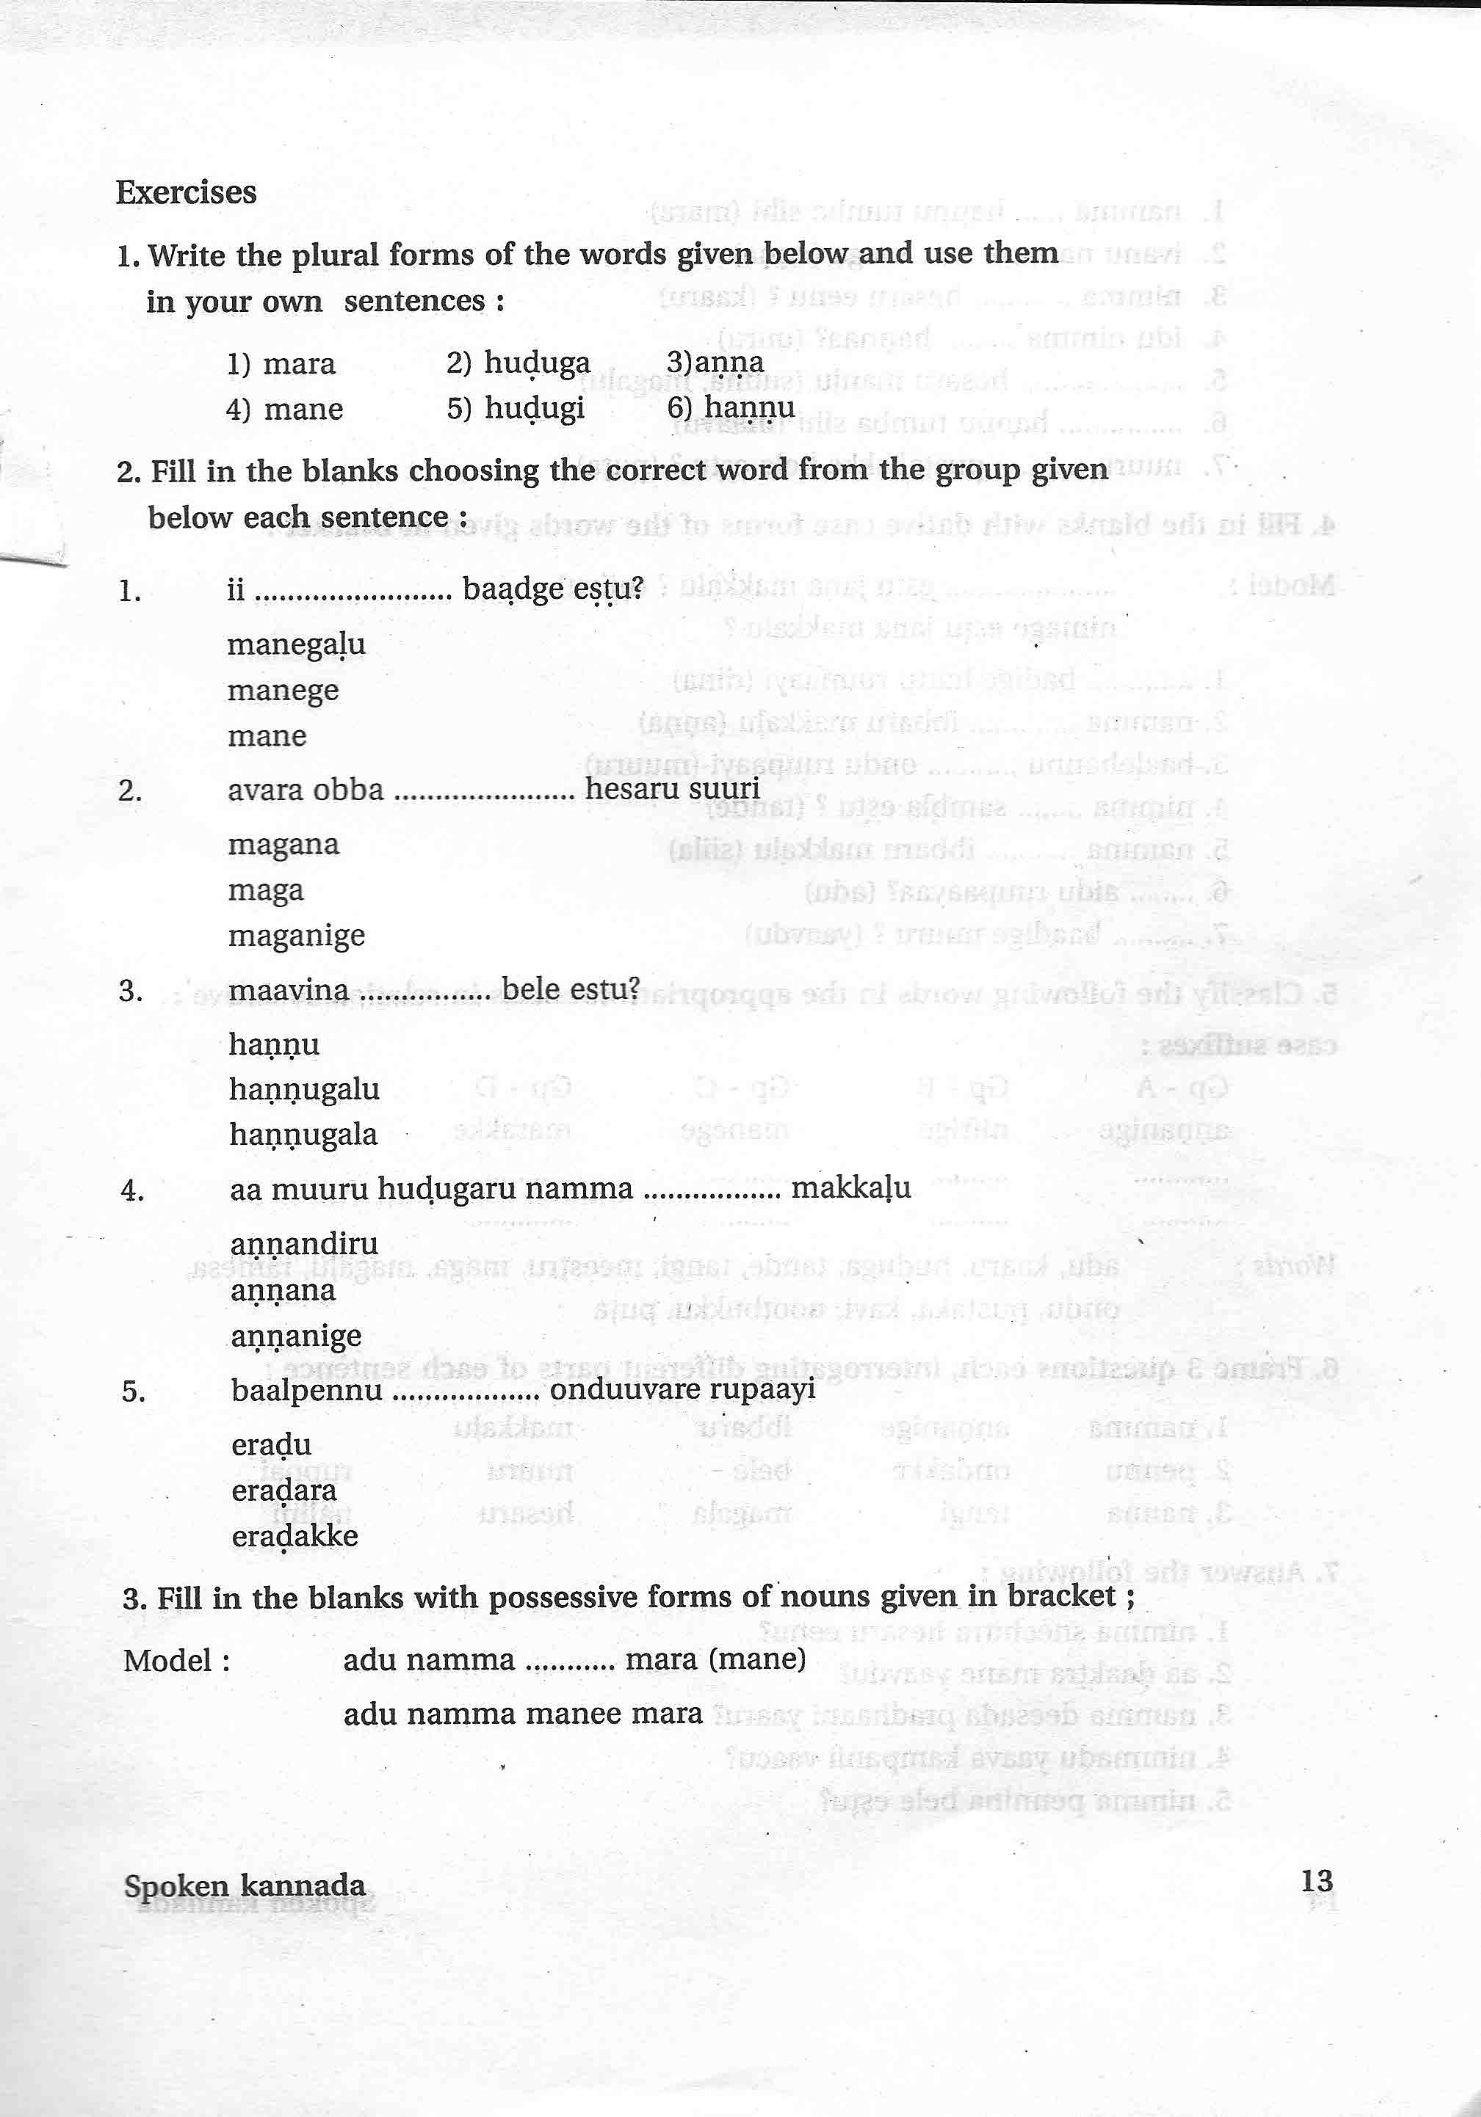 Exercises
1. Write the plural forms of the words given below and use them
in your own sentences :
1) mara 2) huḍuga 3)aṇṇa
4) mane 5) huḍugi 6) haṇṇu
2. Fill in the blanks choosing the correct word from the group given
below each sentence :
1. ii ........................ baaḍge eṣṭu?
manegaḷu
manege
mane
2. avara obba ...................... hesaru suuri
magana
maga
maganige
3. maavina ................ bele estu?
haṇṇu
haṇṇugalu
haṇṇugala
4. aa muuru huḍugaru namma ................. makkaḷu
aṇṇandiru
aṇṇana
aṇṇanige
5. baalpennu .................. onduuvare rupaayi
eraḍu
eraḍara
eraḍakke
3. Fill in the blanks with possessive forms of nouns given in bracket ;
Model : adu namma ........... mara (mane)
adu namma manee mara
Spoken kannada 13